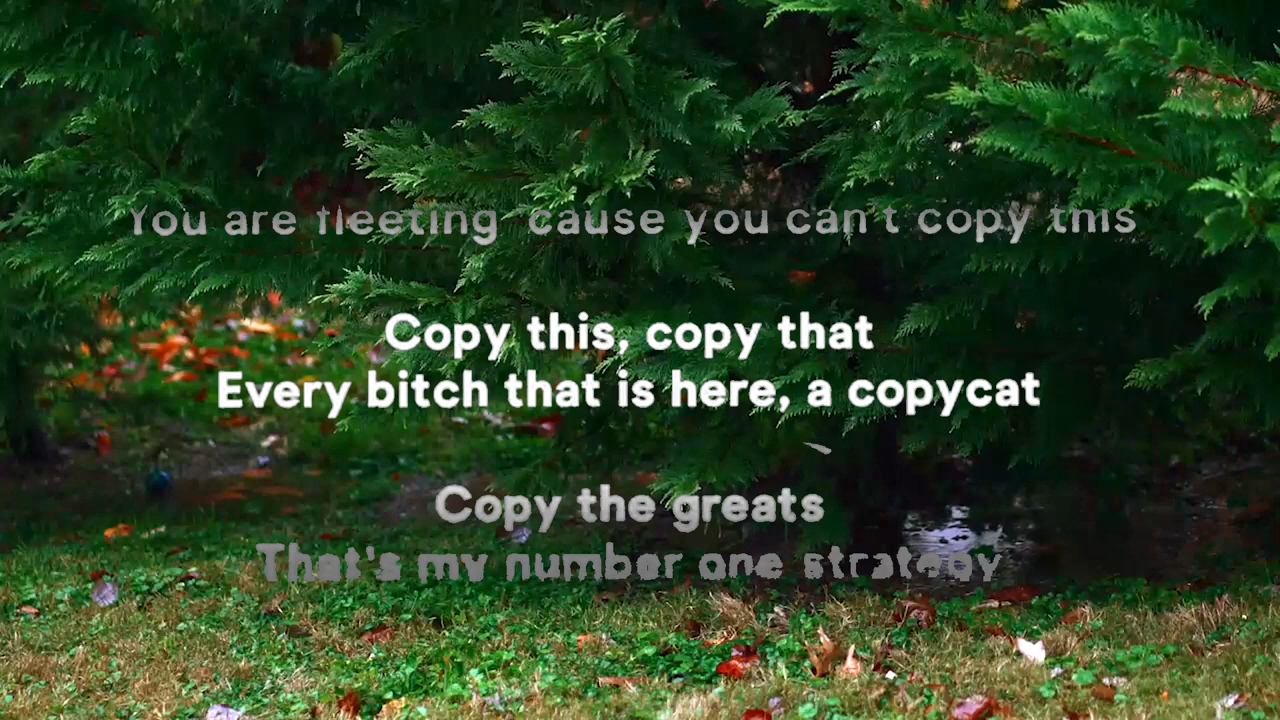 You are fleeting 'cause you can't copy this
Copy this, copy that
Every bitch that is here, a copycat
Copy the greats
That's my number one strategy